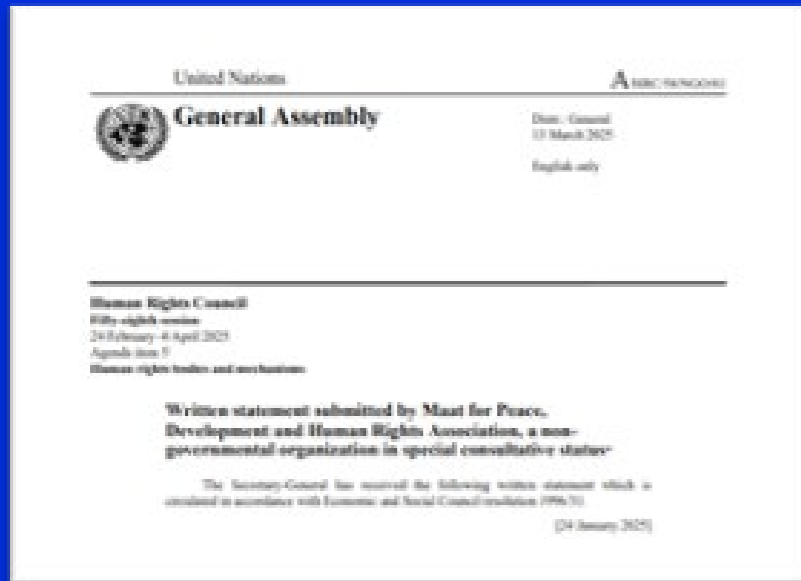 United Nations
A/HRC/58/NGO/
General Assembly
Distr.: General
13 March 2025
English only
Human Rights Council
Fifty-eighth session
24 February–4 April 2025
Agenda item 5
Human rights bodies and mechanisms
Written statement submitted by Maat for Peace,
Development and Human Rights Association, a non-
governmental organization in special consultative status*
The Secretary-General has received the following written statement which is
circulated in accordance with Economic and Social Council resolution 1996/31.
[24 January 2025]